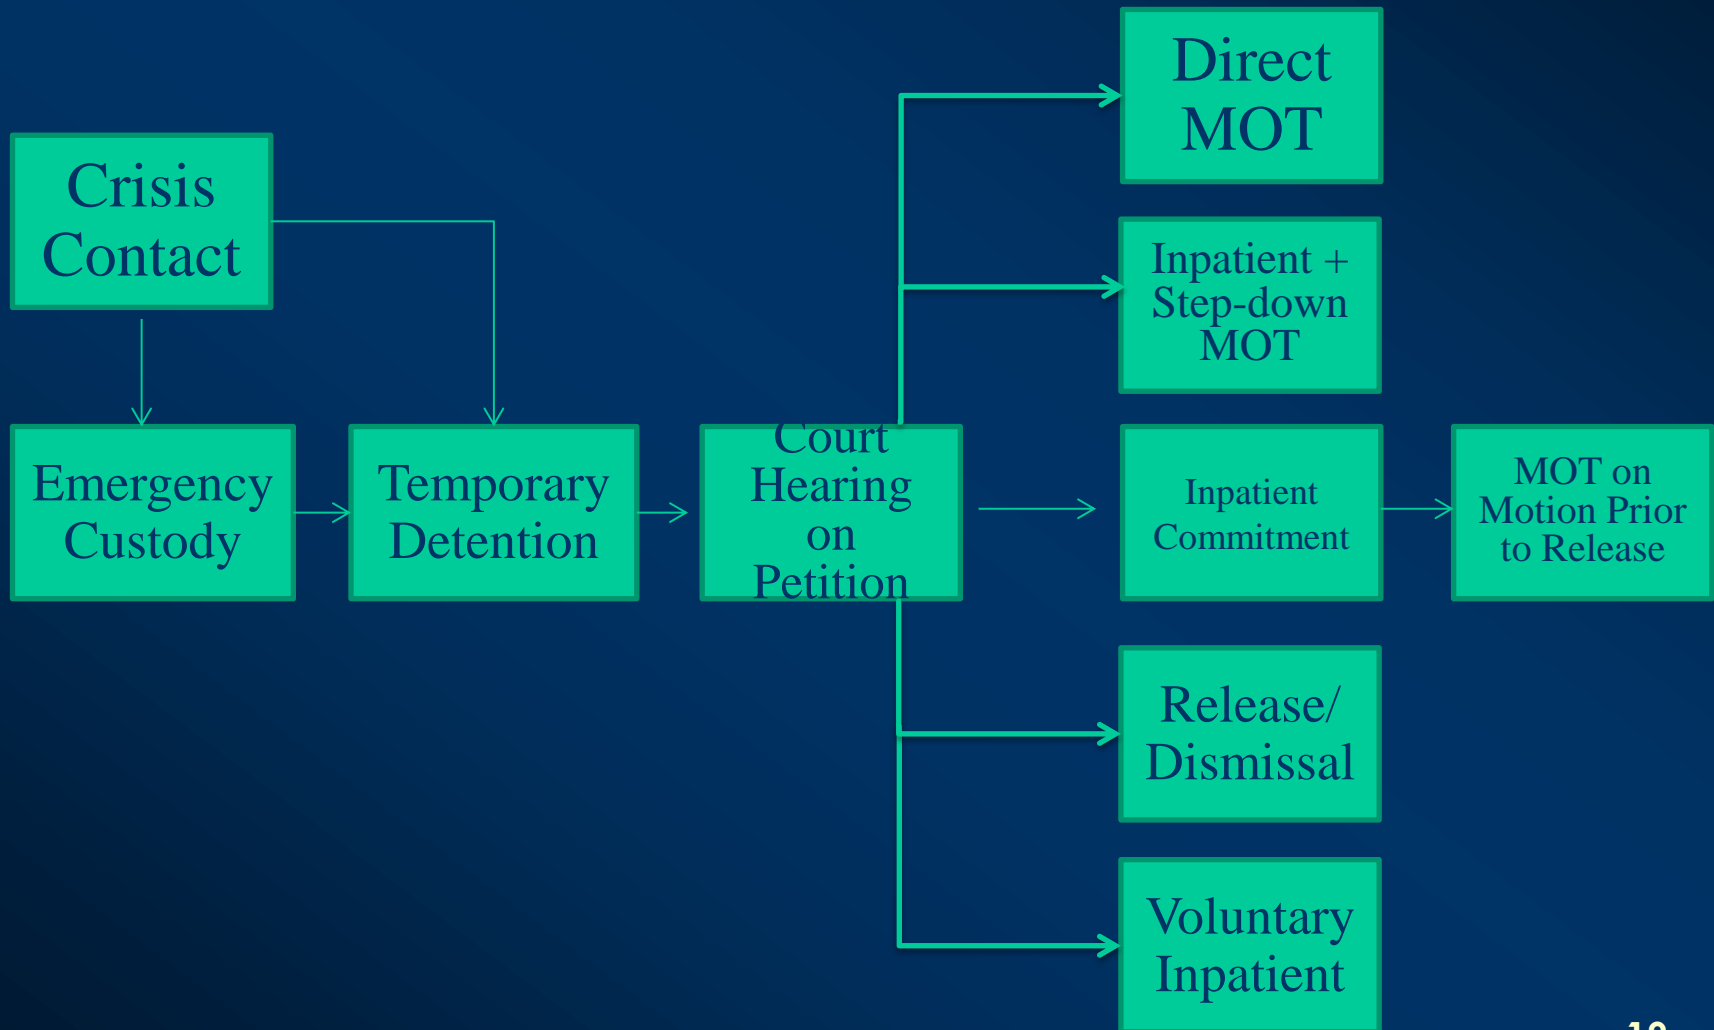 Direct
MOT
Crisis
Contact
Inpatient +
Step-down
MOT
Emergency
Custody
Temporary
Detention
Court
Hearing
on
Petition
Inpatient
Commitment
MOT on
Motion Prior
to Release
Release/
Dismissal
Voluntary
Inpatient